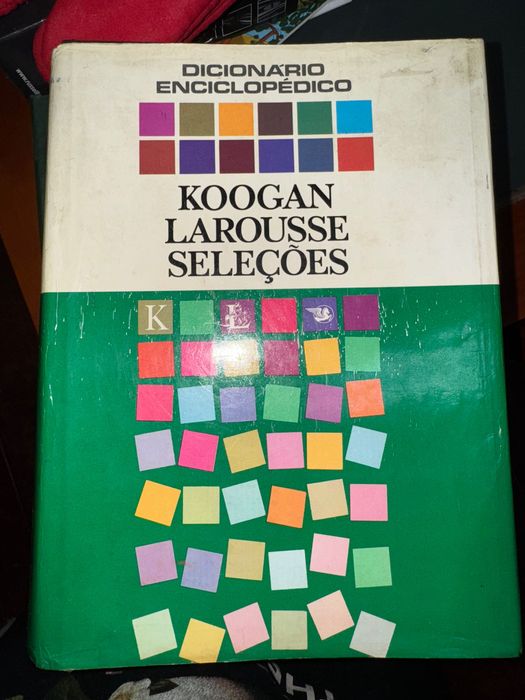 DICIONÁRIO
ENCICLOPÉDICO
KOOGAN
LAROUSSE
SELEÇÕES
K L